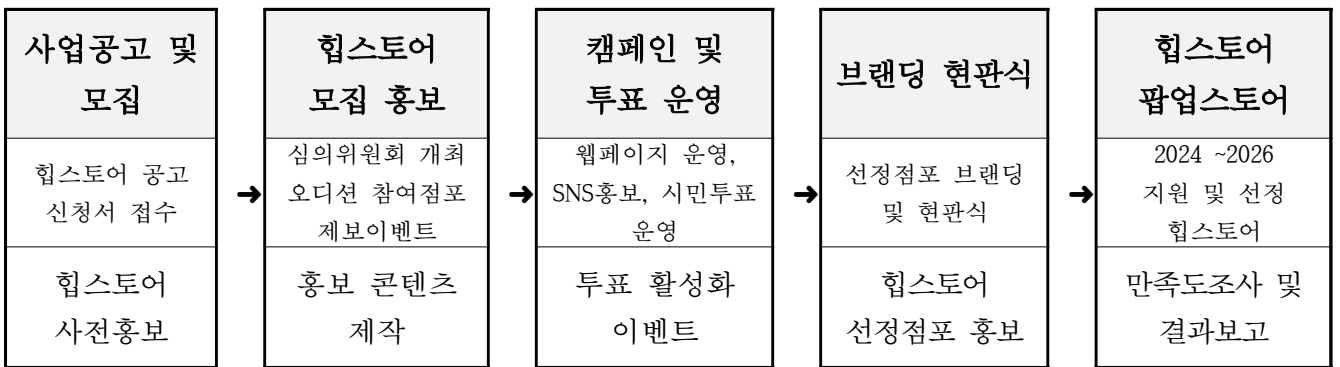 사업공고 및
모집
힙스토어 공고
신청서 접수
힙스토어
사전홍보
➜
힙스토어
모집 홍보
심의위원회 개최
오디션 참여점포
제보이벤트
홍보 콘텐츠
제작
➜
캠페인 및
투표 운영
웹페이지 운영,
SNS홍보, 시민투표
운영
투표 활성화
이벤트
➜
브랜딩 현판식
선정점포 브랜딩
및 현판식
힙스토어
선정점포 홍보
➜
힙스토어
팝업스토어
2024 ~2026
지원 및 선정
힙스토어
만족도조사 및
결과보고